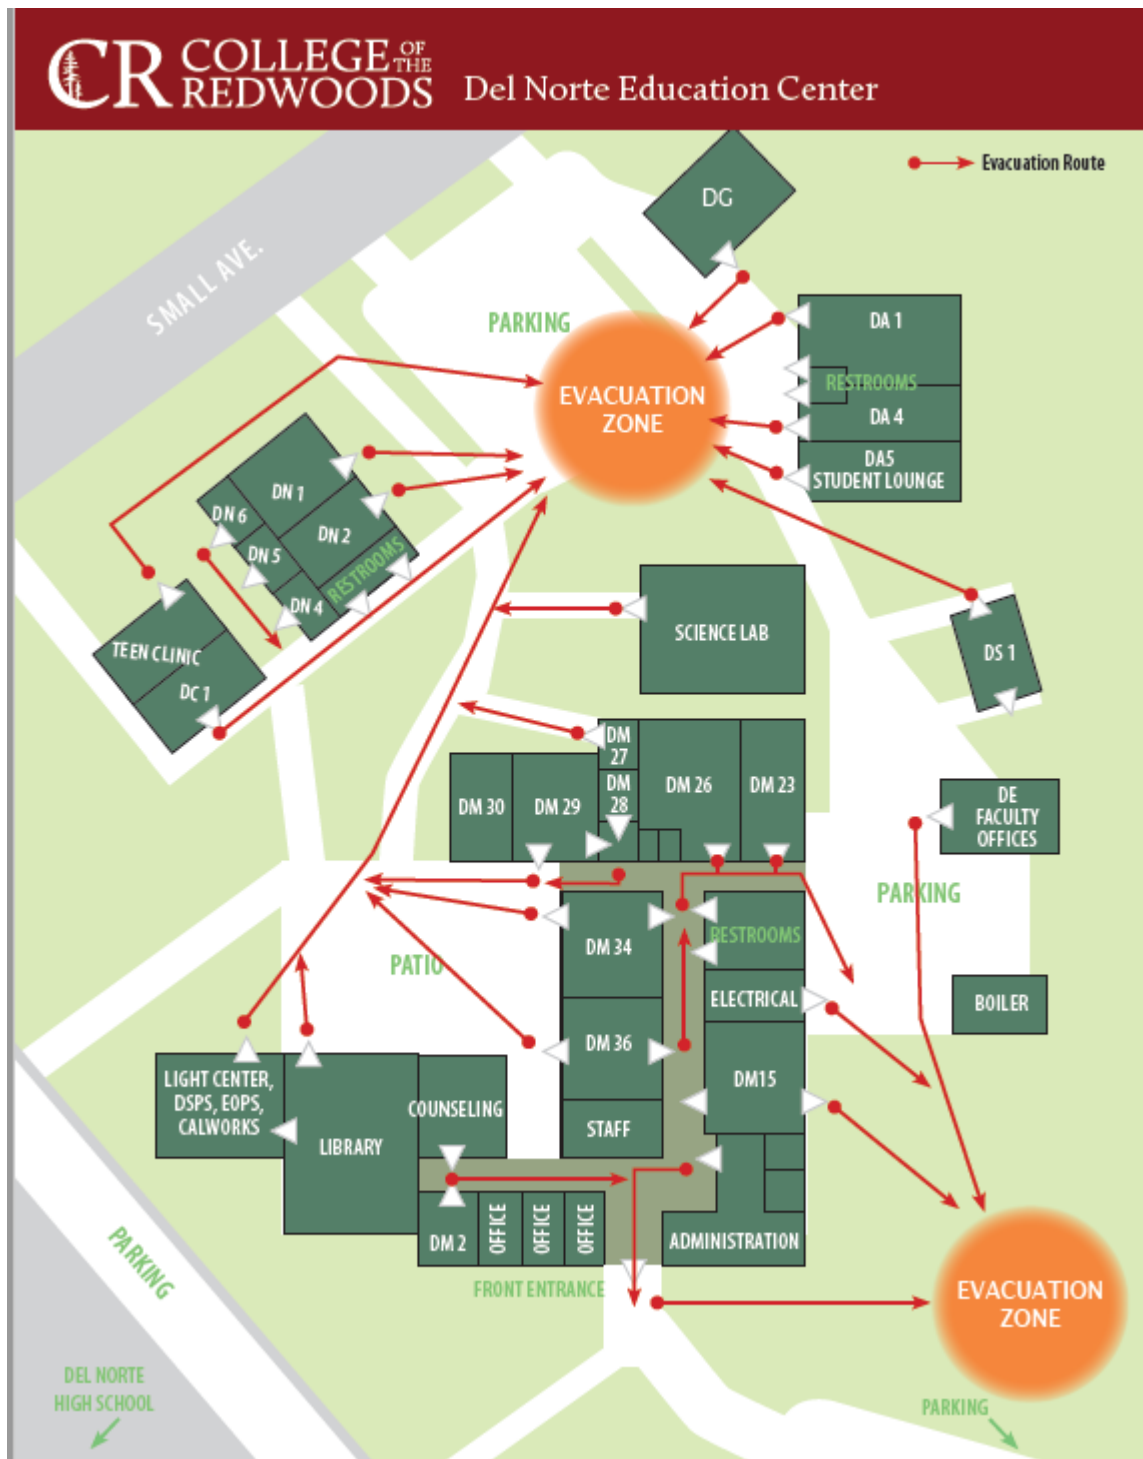 CR COLLEGE OF THE
REDWOODS
Del Norte Education Center
Evacuation Route
DG
SMALL AVE.
PARKING
EVACUATION
ZONE
DA 1
RESTROOMS
DA 4
DA5
STUDENT LOUNGE
DN 1
DN 6
DN 2
DN 5
RESTROOMS
DN 4
TEEN CLINIC
DC 1
SCIENCE LAB
DS 1
DM
27
DM 30
DM 29
DM
28
DM 26
DM 23
DE
FACULTY
OFFICES
PARKING
PATIO
DM 34
RESTROOMS
ELECTRICAL
BOILER
DM 36
DM15
LIGHT CENTER,
DSPS, EOPS,
CALWORKS
COUNSELING
STAFF
LIBRARY
DM 2
OFFICE
OFFICE
OFFICE
ADMINISTRATION
PARKING
FRONT ENTRANCE
EVACUATION
ZONE
DEL NORTE
HIGH SCHOOL
PARKING